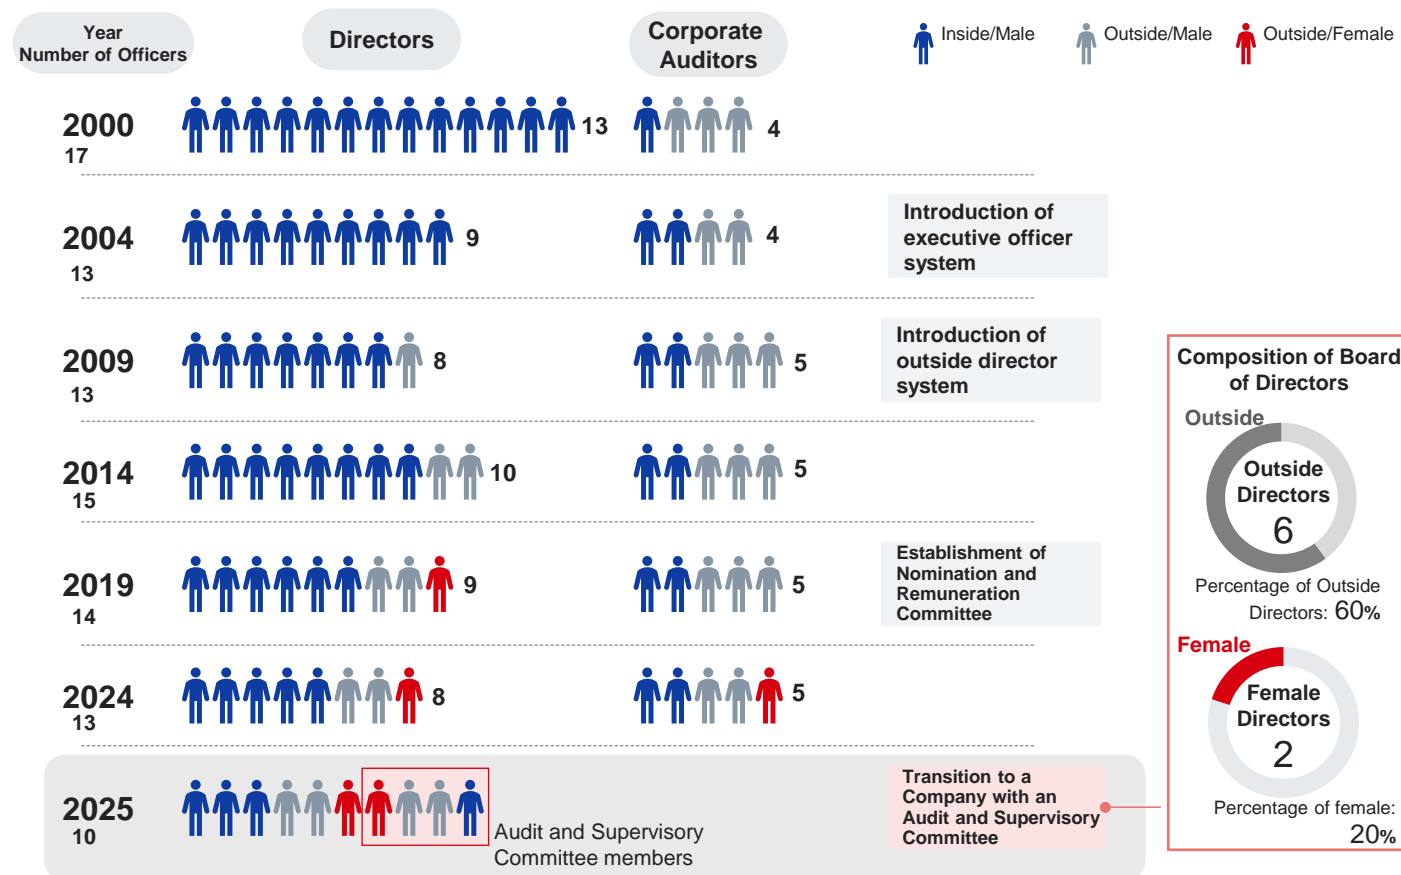 Year
Number of Officers
Directors
Corporate
Auditors
Inside/Male
Outside/Male
Outside/Female
2000
17
13
4
2004
13
9
4
Introduction of
executive officer
system
2009
13
8
5
Introduction of
outside director
system
2014
15
10
5
2019
14
9
5
Establishment of
Nomination and
Remuneration
Committee
2024
13
8
5
2025
10
Audit and Supervisory
Committee members
Transition to a
Company with an
Audit and Supervisory
Committee
Composition of Board
of Directors
Outside
Outside
Directors
6
Percentage of Outside
Directors: 60%
Female
Female
Directors
2
Percentage of female:
20%